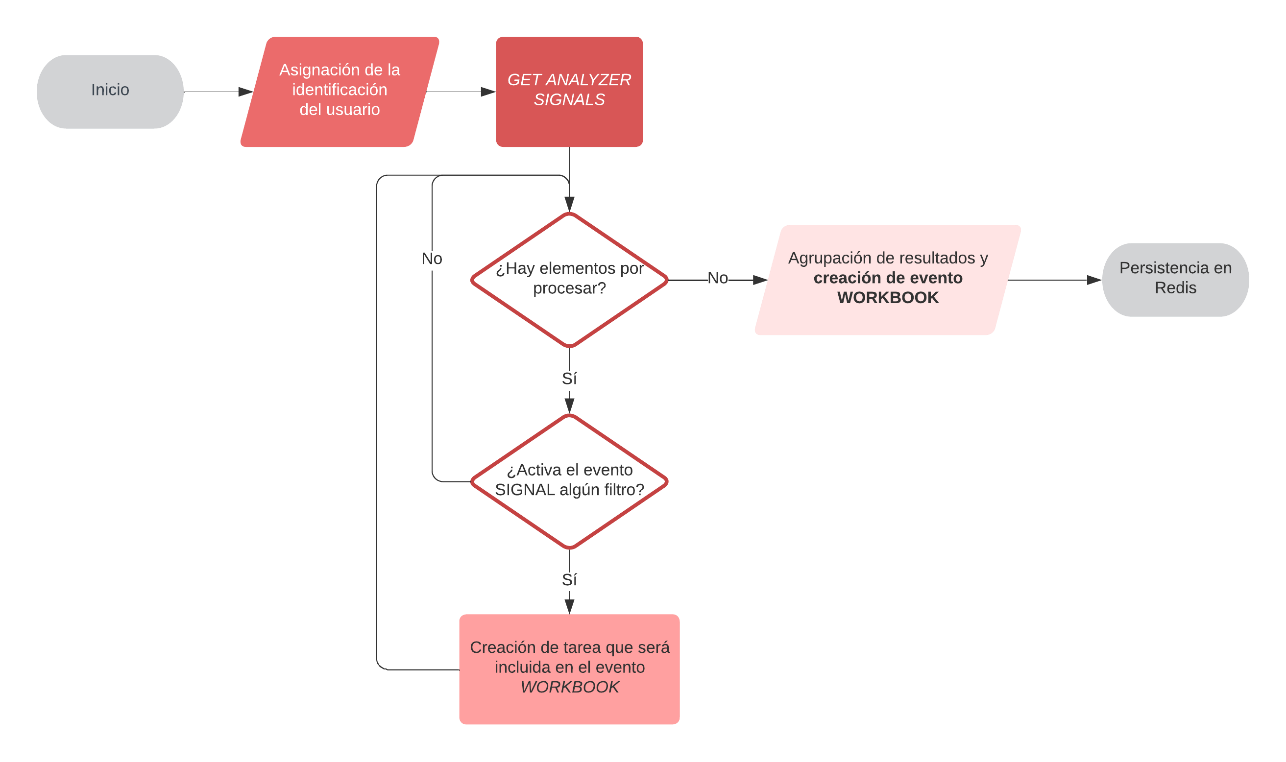 Inicio
Asignación de la
identificación
del usuario
GET ANALYZER
SIGNALS
No
¿Hay elementos por
procesar?
No
Agrupación de resultados y
creación de evento
WORKBOOK
Persistencia en
Redis
Sí
¿Activa el evento
SIGNAL algún filtro?
Sí
Creación de tarea que será
incluida en el evento
WORKBOOK